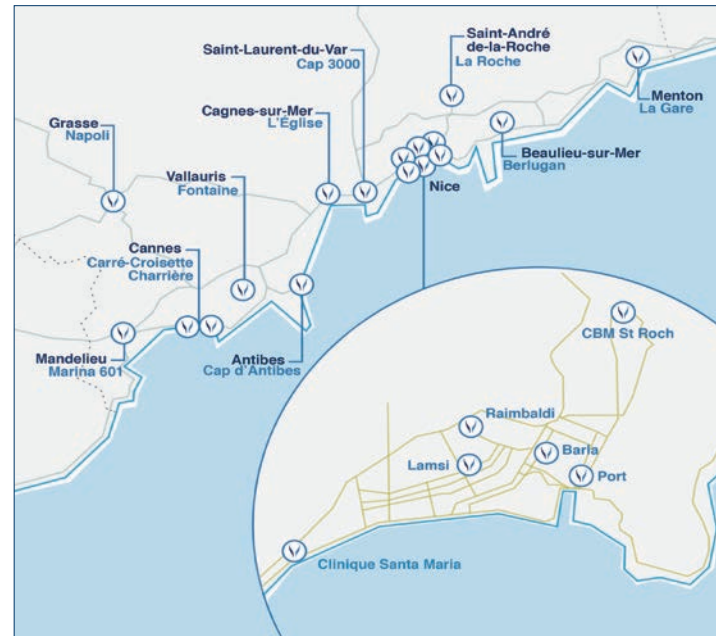 Saint-André
de-la-Roche
La Roche
Saint-Laurent-du-Var
Cap 3000
Menton
La Gare
Cagnes-sur-Mer
L'Église
Grasse
Napoli
Beaulieu-sur-Mer
Berlugan
Vallauris
Fontaine
Nice
Cannes
Carré-Croisette
Charrière
Mandelieu
Marina 601
Antibes
Cap d'Antibes
CBM St Roch
Raimbaldi
Barla
Lamsi
Port
Clinique Santa Maria